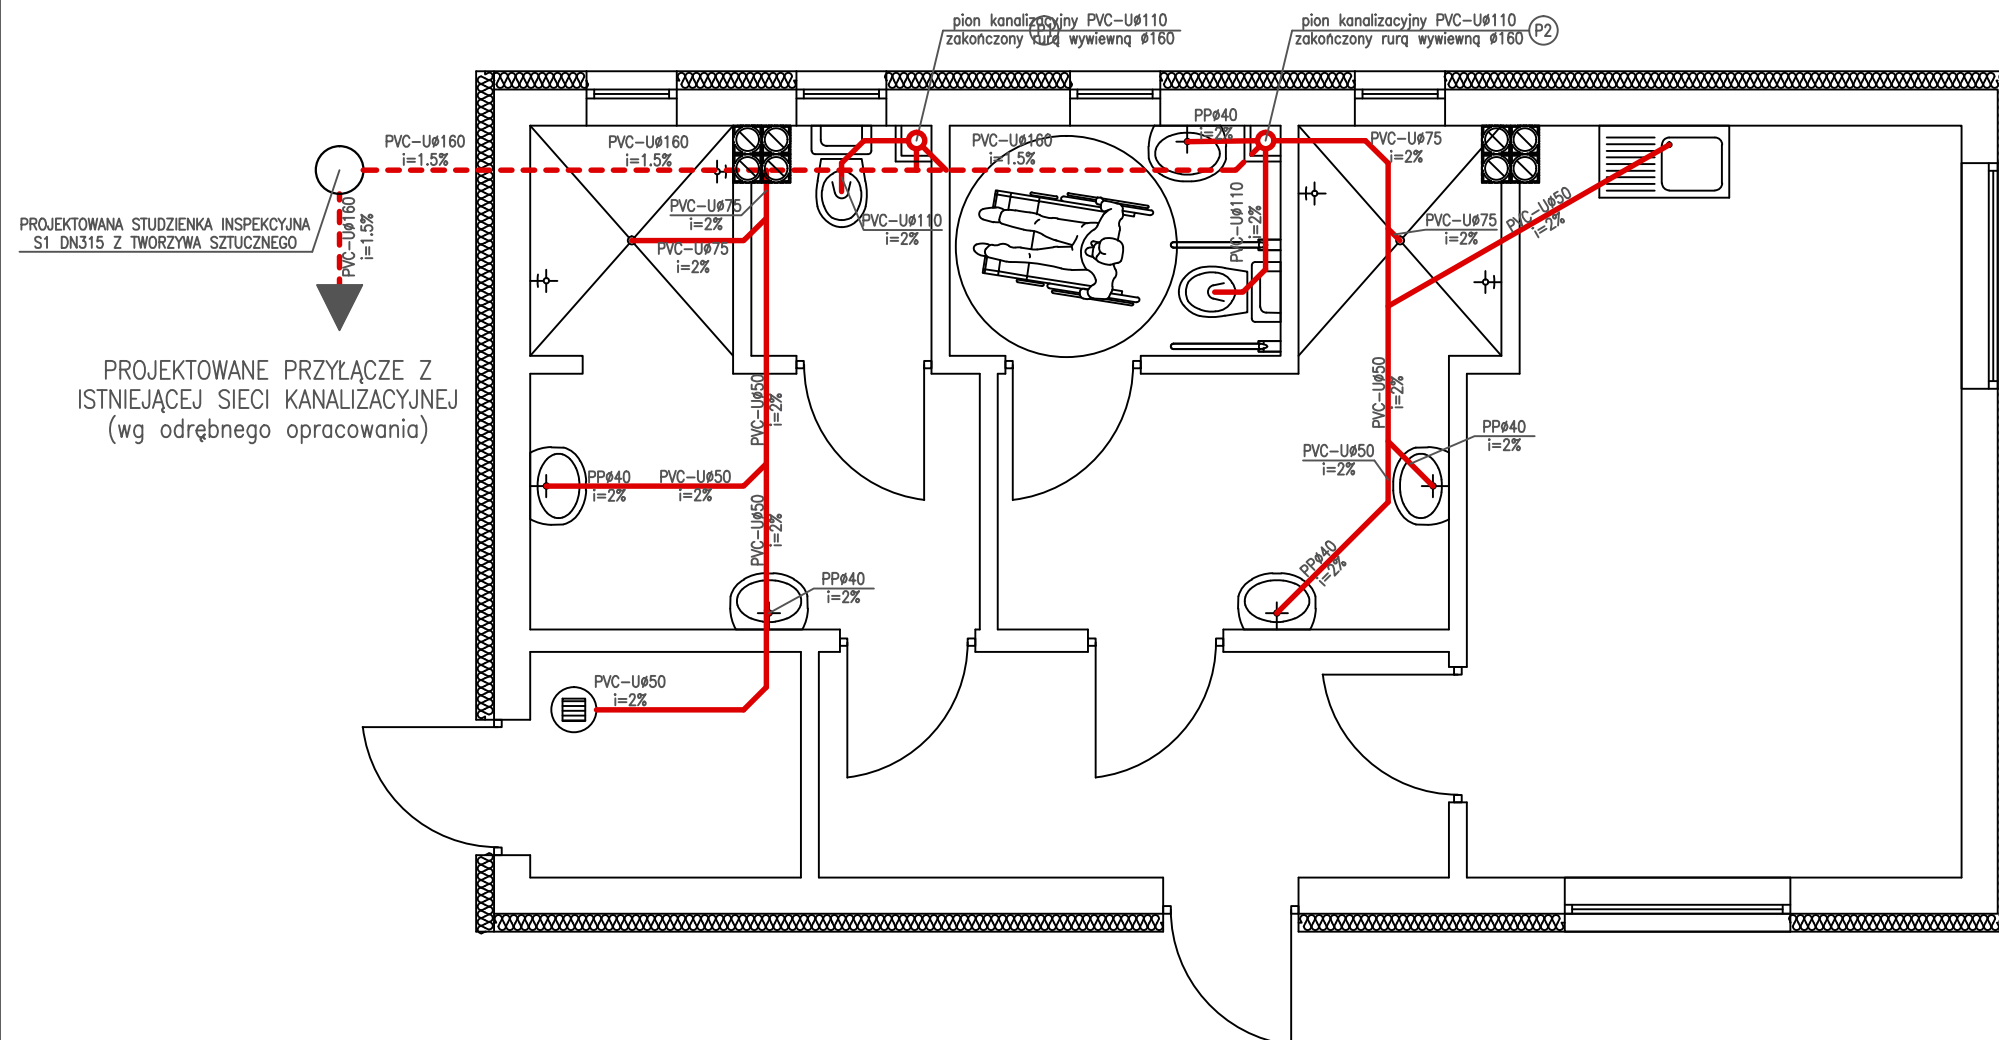 pion kanalizacyjny PVC-Uø110
zakończony rurą wywiewną ø160
P1
pion kanalizacyjny PVC-Uø110
zakończony rurą wywiewną ø160
P2
PVC-Uø160
i=1.5%
PVC-Uø160
i=1.5%
PVC-Uø160
i=1.5%
PPø40
i=2%
PVC-Uø75
i=2%
PROJEKTOWANA STUDZIENKA INSPEKCYJNA
S1 DN315 Z TWORZYWA SZTUCZNEGO
PVC-Uø160
i=1.5%
PVC-Uø75
i=2%
PVC-Uø75
i=2%
PVC-Uø110
i=2%
PVC-Uø110
i=2%
PVC-Uø75
i=2%
PVC-Uø50
i=2%
PROJEKTOWANE PRZYŁĄCZE Z
ISTNIEJĄCEJ SIECI KANALIZACYJNEJ
(wg odrębnego opracowania)
PVC-Uø50
i=2%
PVC-Uø50
i=2%
PPø40
i=2%
PVC-Uø50
i=2%
PPø40
i=2%
PVC-Uø50
i=2%
PVC-Uø50
i=2%
PPø40
i=2%
PPø40
i=2%
PVC-Uø50
i=2%